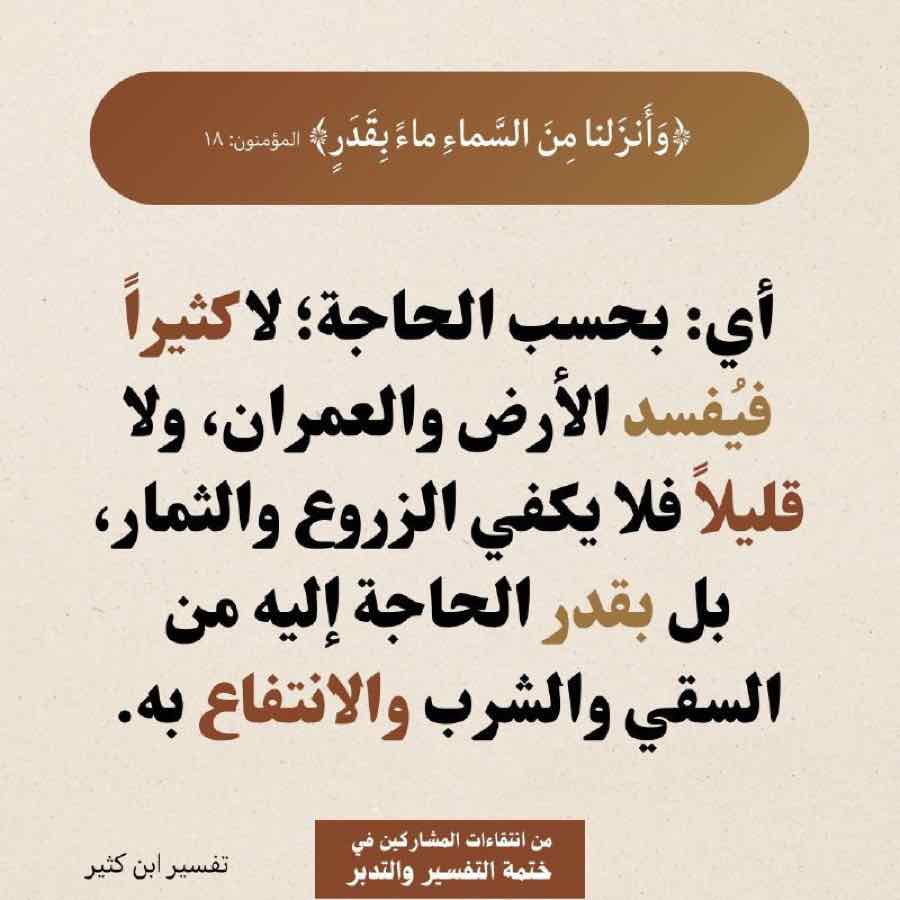 ﴿وَأَنزَلنا مِنَ السَّماءِ ماءً بِقَدَرٍ﴾ المؤمنون: ١٨
أي: بحسب الحاجة؛ لا كثيراً
فيُفسد الأرض والعمران، ولا
قليلاً فلا يكفي الزروع والثمار،
بل بقدر الحاجة إليه من
السقي والشرب والانتفاع به.
من انتقاءات المشاركين في
ختمة التفسير والتدبر
تفسير ابن كثير